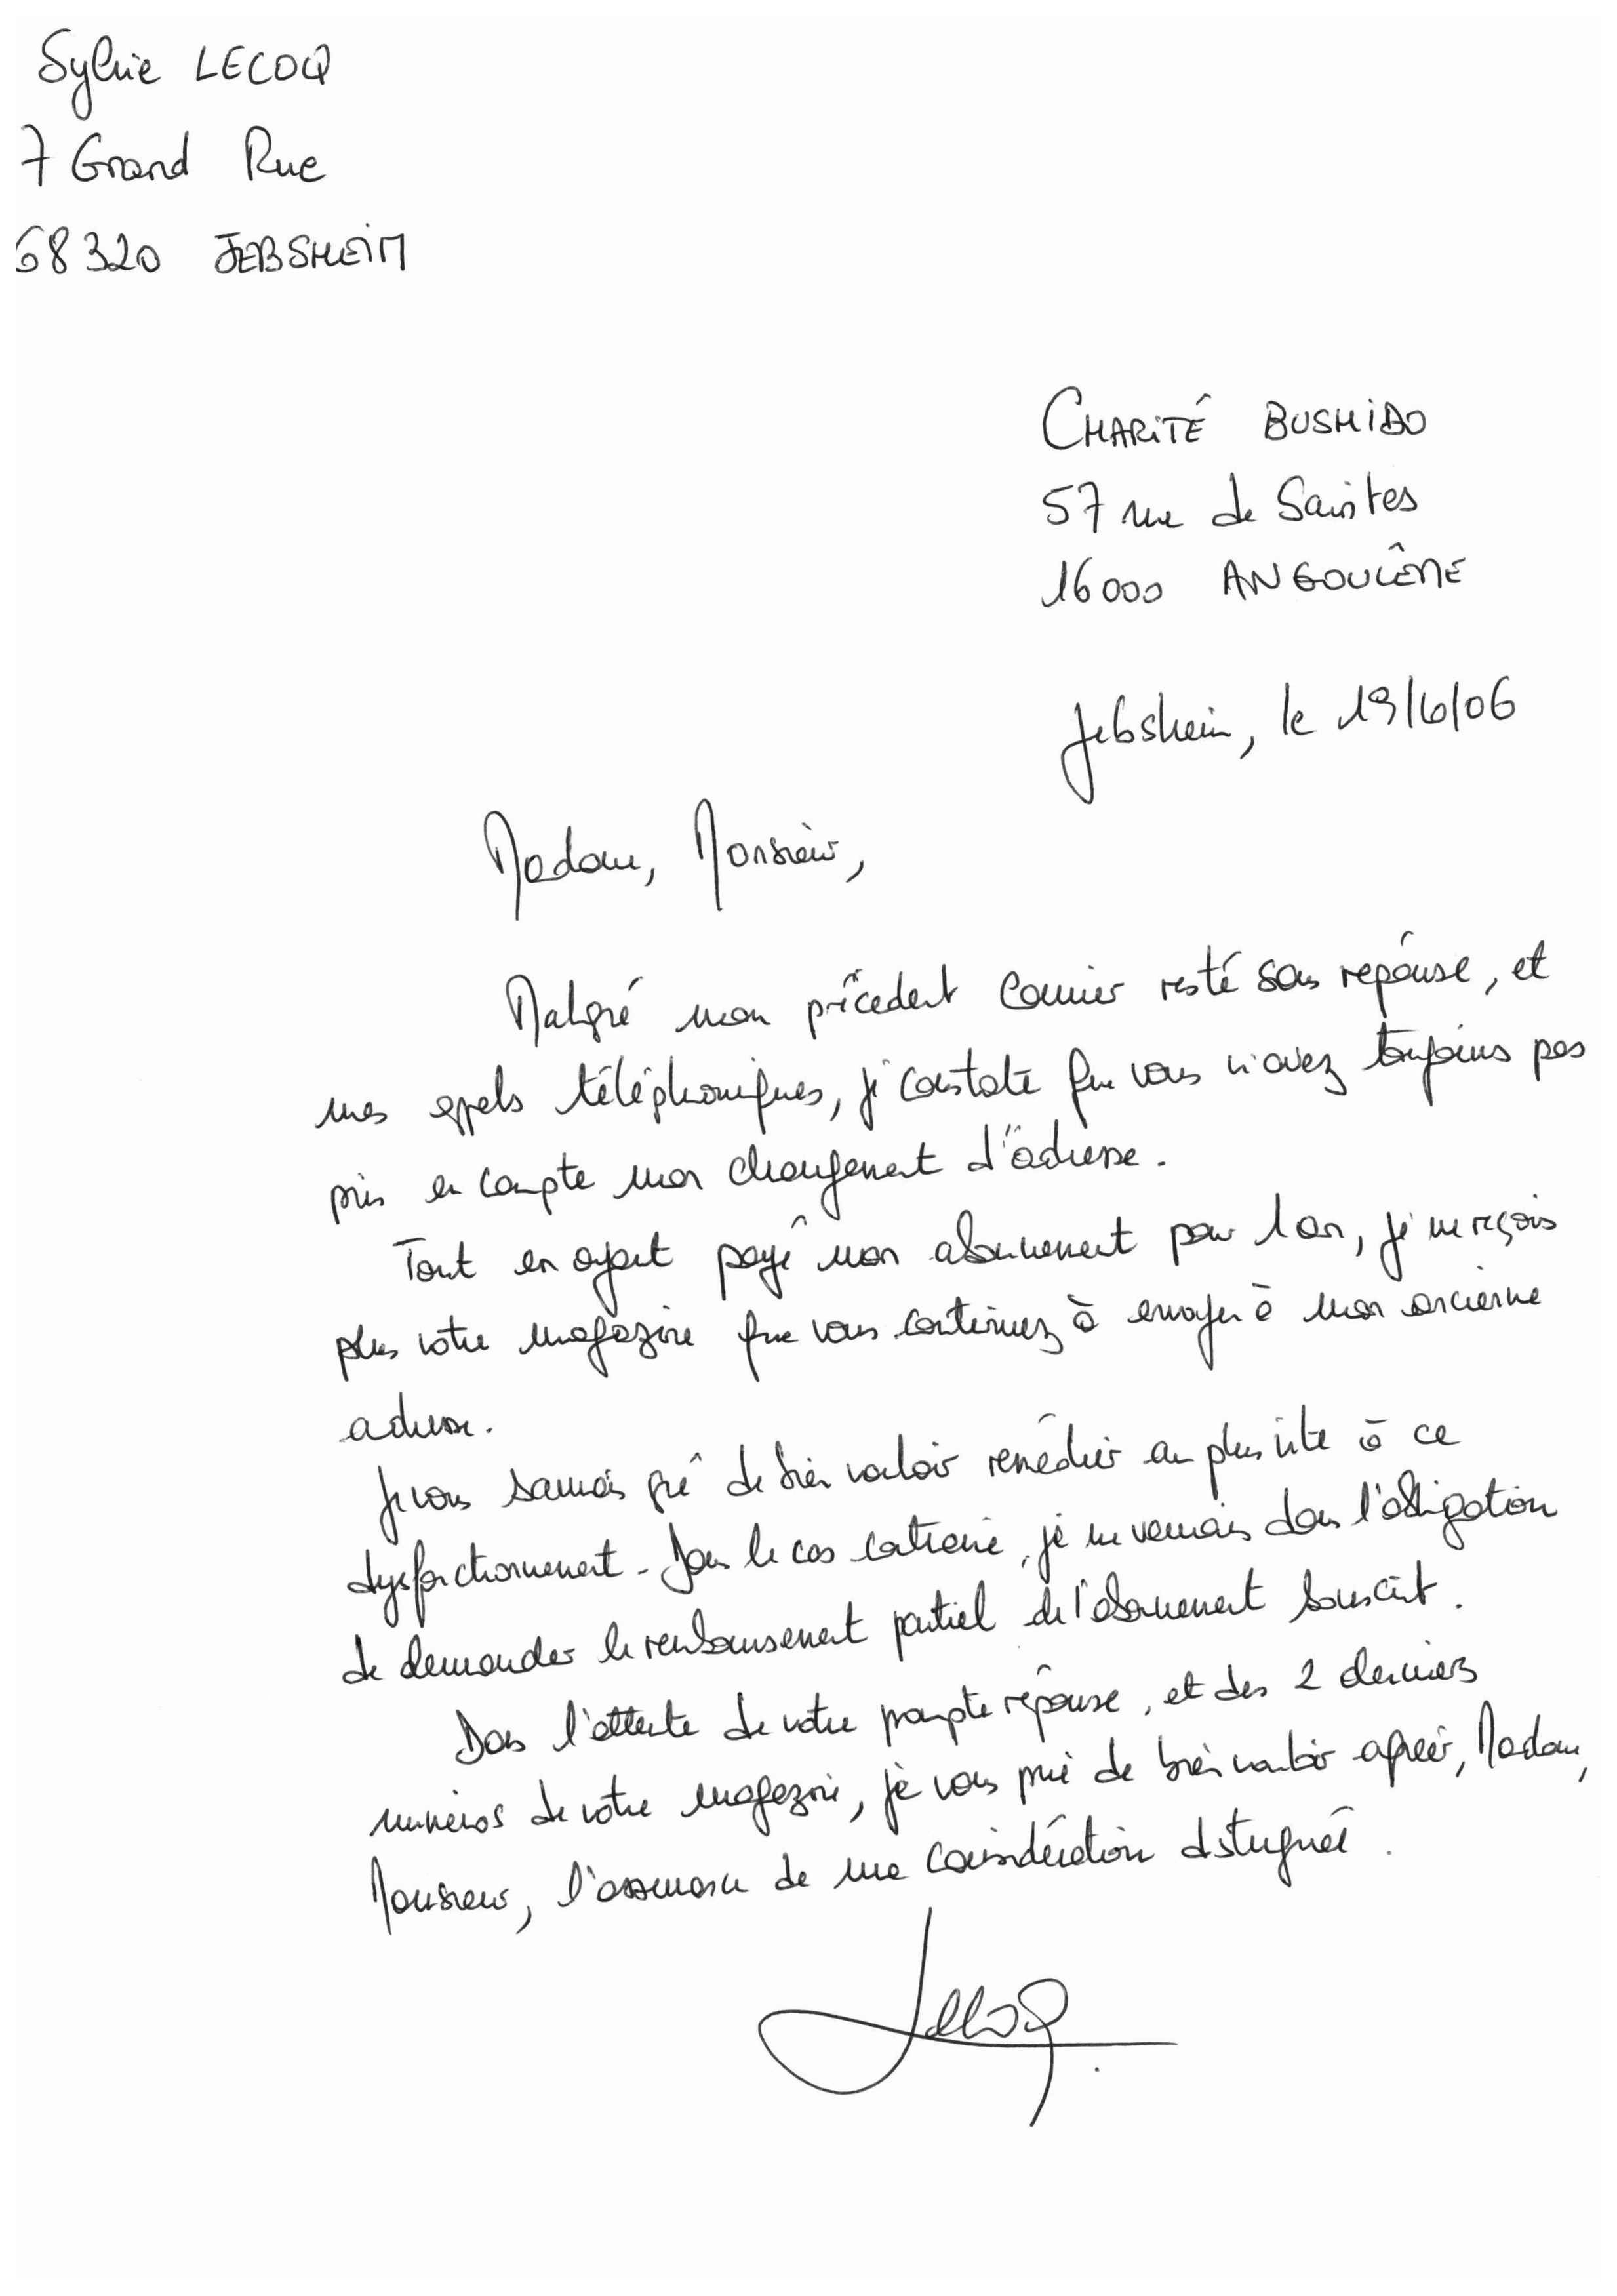 Sylvie LECOQ
7 Grand Rue
68320 JEBSHEIM
CHARITÉ BUSHIDO
57 rue de Saintes
16000 ANGOULÊME
Jebsheim, le 19/6/06
Madame, Monsieur,
Malgré mon précédent courrier resté sans réponse, et
mes appels téléphoniques, je constate que vous n'avez toujours pas
pris en compte mon changement d'adresse.
Tout en ayant payé mon abonnement pour 1 an, je ne reçois
plus votre magazine que vous continuez à envoyer à mon ancienne
adresse.
Je vous saurais gré de bien vouloir remédier au plus vite à ce
dysfonctionnement. Dans le cas contraire, je me verrais dans l'obligation
de demander le remboursement partiel de l'abonnement souscrit.
Dans l'attente de votre prompte réponse, et des 2 derniers
numéros de votre magazine, je vous prie de bien vouloir agréer, Madame,
Monsieur, l'assurance de ma considération distinguée.
Lecoq